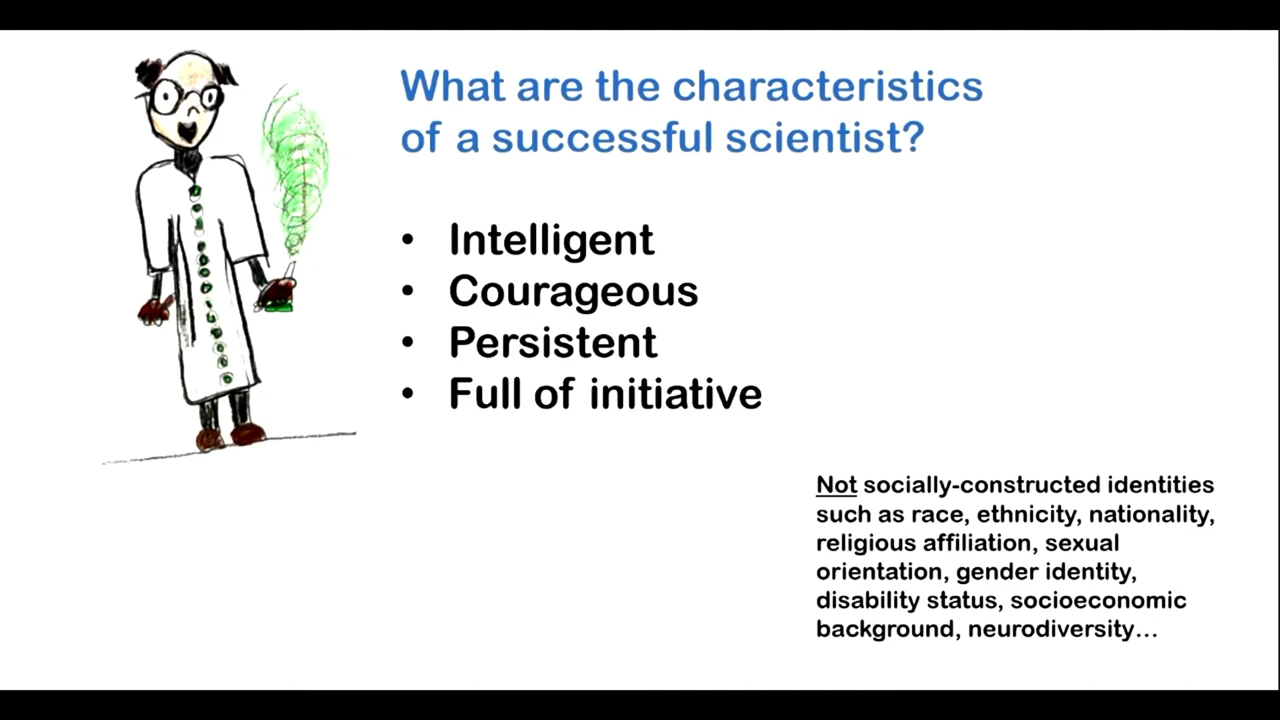 What are the characteristics
of a successful scientist?
• Intelligent
• Courageous
• Persistent
• Full of initiative
Not socially-constructed identities
such as race, ethnicity, nationality,
religious affiliation, sexual
orientation, gender identity,
disability status, socioeconomic
background, neurodiversity…